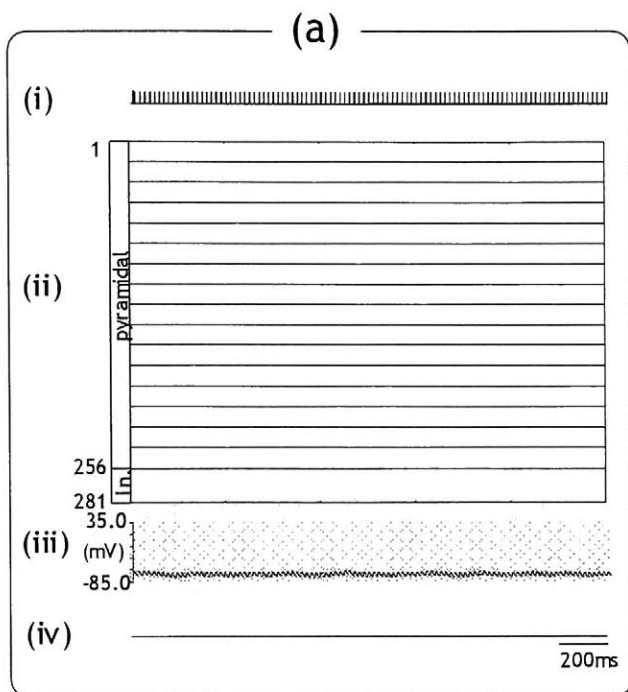 (a)
(i)
1
(ii)
pyramidal
256
In.
281
35.0
(iii)
(mV)
-85.0
(iv)
200ms